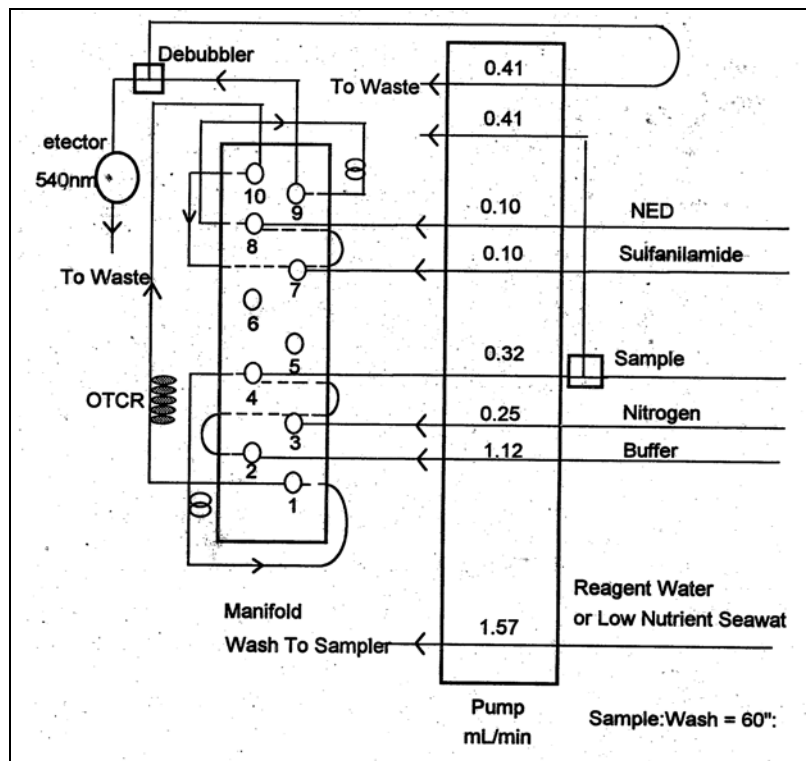 Debubbler
To Waste
0.41
0.41
etector
540nm
10
9
0.10
NED
8
0.10
Sulfanilamide
7
To Waste
6
5
0.32
Sample
4
OTCR
0.25
Nitrogen
3
1.12
Buffer
2
1
Reagent Water
or Low Nutrient Seawat
Manifold
1.57
Wash To Sampler
Pump
mL/min
Sample:Wash = 60":